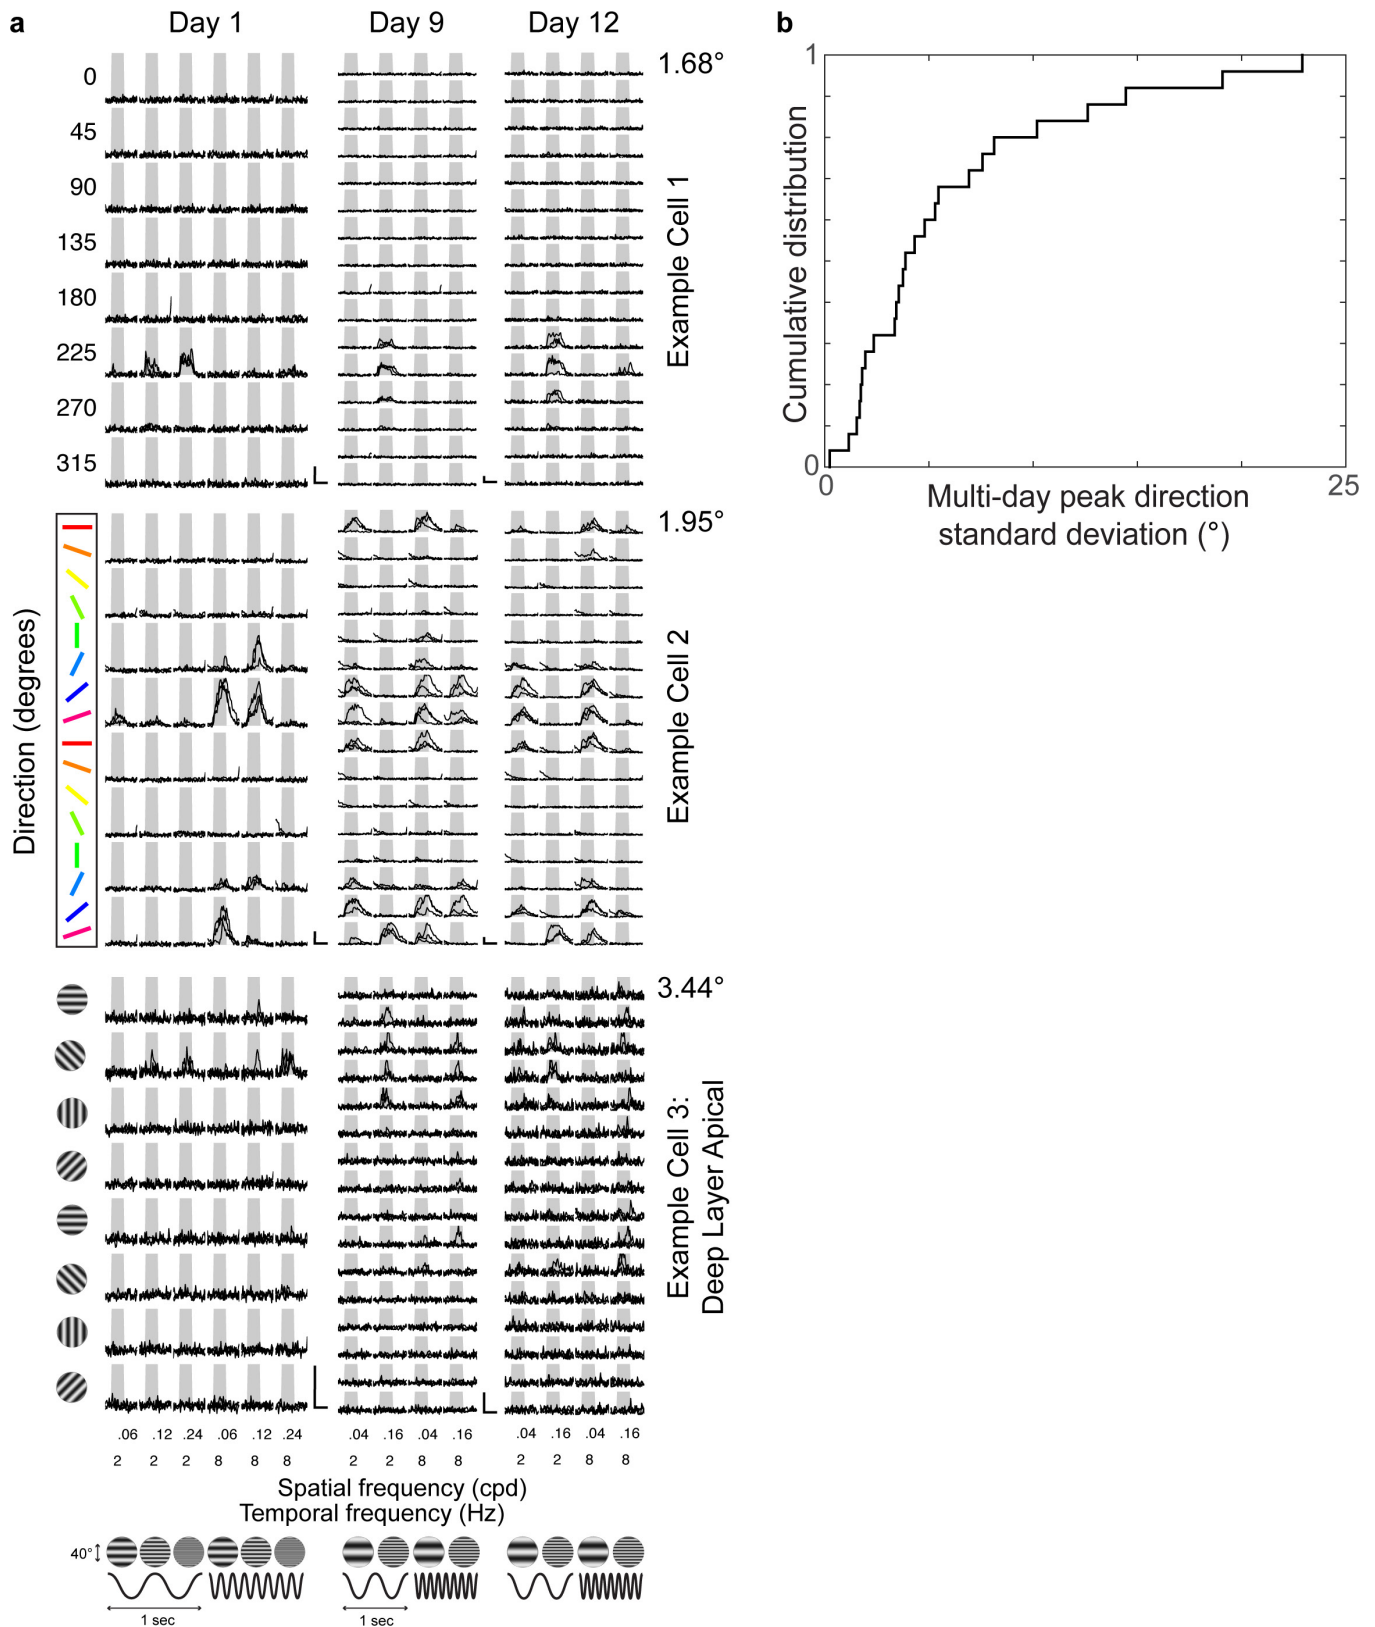 a
Day 1
Day 9
Day 12
0
45
90
135
180
225
270
315
1.68°
Example Cell 1
Direction (degrees)
1.95°
Example Cell 2
3.44°
Example Cell 3:
Deep Layer Apical
.06 .12 .24 .06 .12 .24
2 2 2 8 8 8
.04 .16 .04 .16
2 2 8 8
.04 .16 .04 .16
2 2 8 8
Spatial frequency (cpd)
Temporal frequency (Hz)
40°
1 sec
1 sec
b
1
Cumulative distribution
0
0
25
Multi-day peak direction
standard deviation (°)